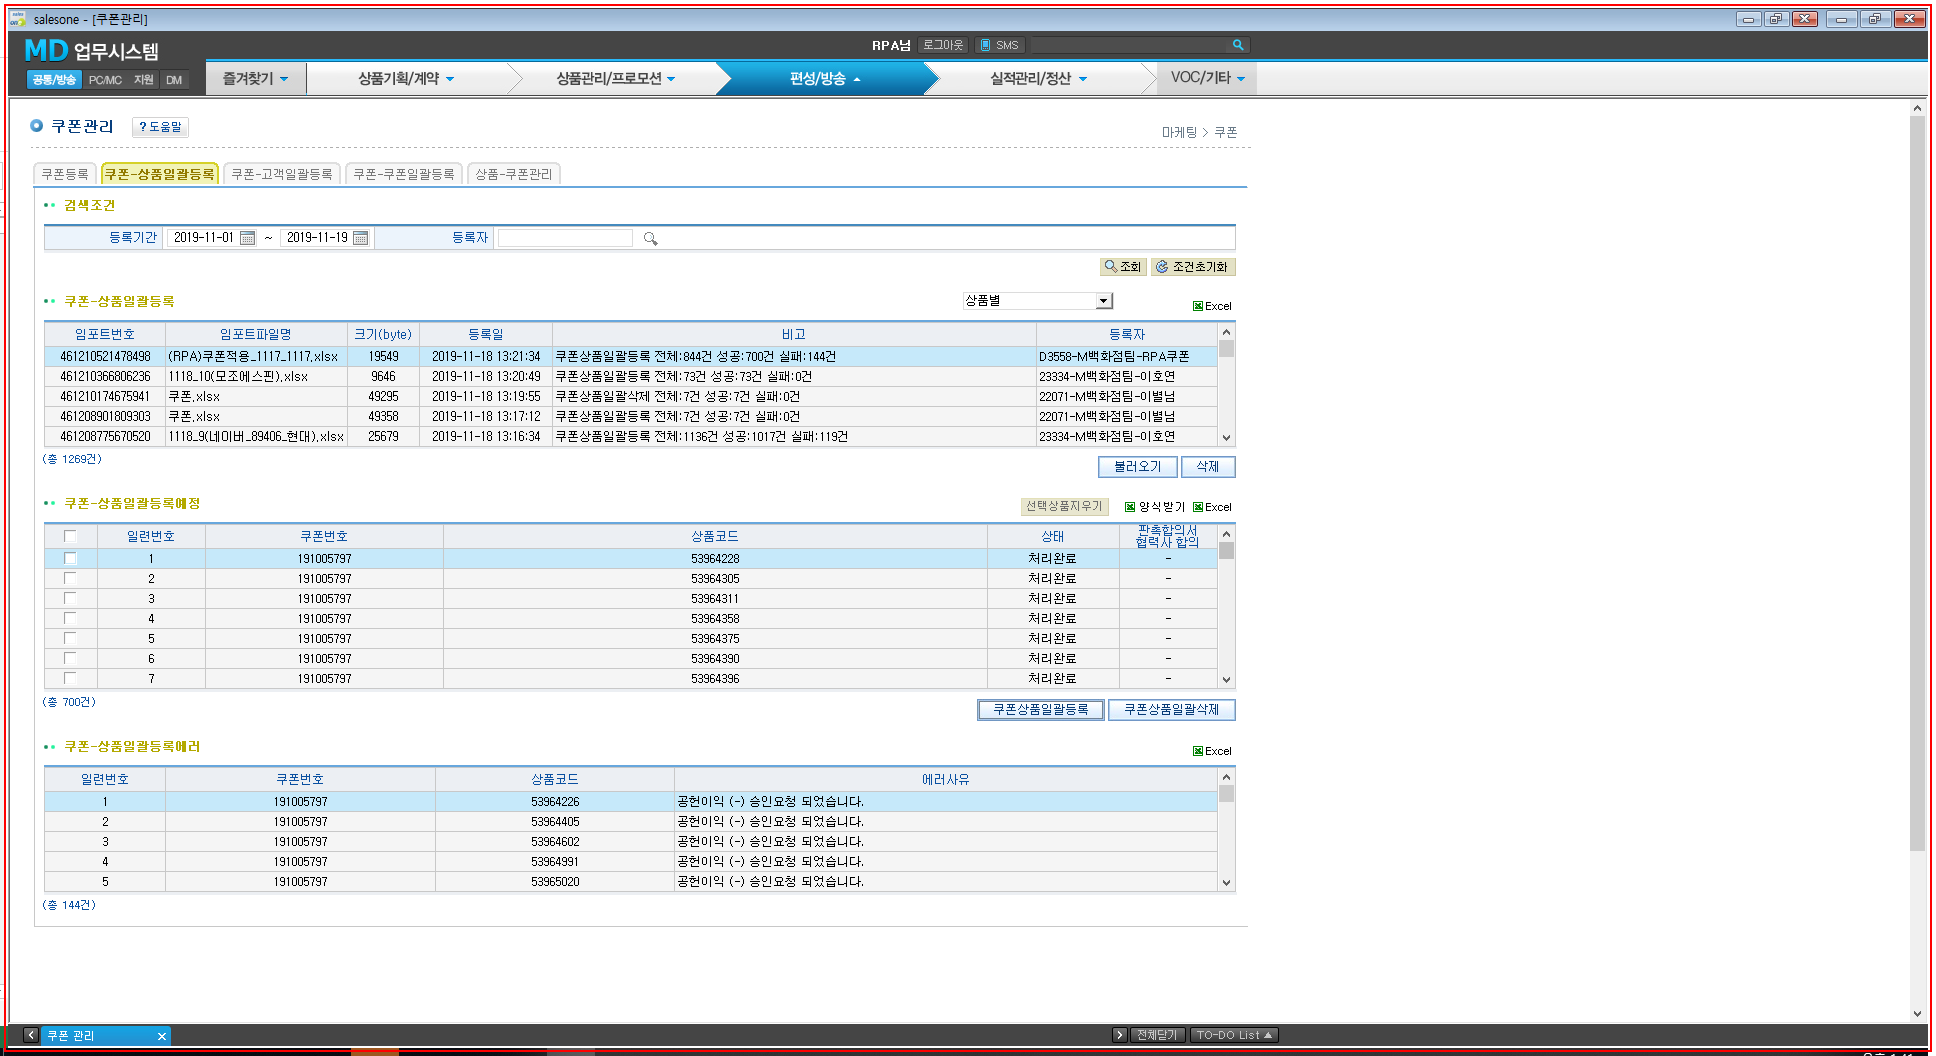 salesone - [쿠폰관리]
MD 업무시스템
RPA님 로그아웃 SMS
공통/방송 PC/MC 지원 DM
즐겨찾기 상품기획/계약 상품관리/프로모션 편성/방송 실적관리/정산 VOC/기타
쿠폰관리 ? 도움말
마케팅 > 쿠폰
쿠폰등록 쿠폰-상품일괄등록 쿠폰-고객일괄등록 쿠폰-쿠폰일괄등록 상품-쿠폰관리
검색조건
등록기간 2019-11-01 ~ 2019-11-19 등록자
조회 조건초기화
쿠폰-상품일괄등록 상품별 Excel
임포트번호 임포트파일명 크기(byte) 등록일 비고 등록자
461210521478498 (RPA)쿠폰적용_1117_1117.xlsx 19549 2019-11-18 13:21:34 쿠폰상품일괄등록 전체:844건 성공:700건 실패:144건 D3558-M백화점팀-RPA쿠폰
461210366806236 1118_10(모조에스핀).xlsx 9646 2019-11-18 13:20:49 쿠폰상품일괄등록 전체:73건 성공:73건 실패:0건 23334-M백화점팀-이호연
461210174675941 쿠폰.xlsx 49295 2019-11-18 13:19:55 쿠폰상품일괄삭제 전체:7건 성공:7건 실패:0건 22071-M백화점팀-이별님
461208901809303 쿠폰.xlsx 49358 2019-11-18 13:17:12 쿠폰상품일괄등록 전체:7건 성공:7건 실패:0건 22071-M백화점팀-이별님
461208775670520 1118_9(네이버_89406_현대).xlsx 25679 2019-11-18 13:16:34 쿠폰상품일괄등록 전체:1136건 성공:1017건 실패:119건 23334-M백화점팀-이호연
(총 1269건)
불러오기 삭제
쿠폰-상품일괄등록예정 선택상품지우기 양식받기 Excel
일련번호 쿠폰번호 상품코드 상태 판촉합의서 협력사 합의
1 191005797 53964228 처리완료 -
2 191005797 53964305 처리완료 -
3 191005797 53964311 처리완료 -
4 191005797 53964358 처리완료 -
5 191005797 53964375 처리완료 -
6 191005797 53964390 처리완료 -
7 191005797 53964396 처리완료 -
(총 700건)
쿠폰상품일괄등록 쿠폰상품일괄삭제
쿠폰-상품일괄등록에러 Excel
일련번호 쿠폰번호 상품코드 에러사유
1 191005797 53964226 공헌이익 (-) 승인요청 되었습니다.
2 191005797 53964405 공헌이익 (-) 승인요청 되었습니다.
3 191005797 53964602 공헌이익 (-) 승인요청 되었습니다.
4 191005797 53964991 공헌이익 (-) 승인요청 되었습니다.
5 191005797 53965020 공헌이익 (-) 승인요청 되었습니다.
(총 144건)
쿠폰 관리 전체닫기 TO-DO List